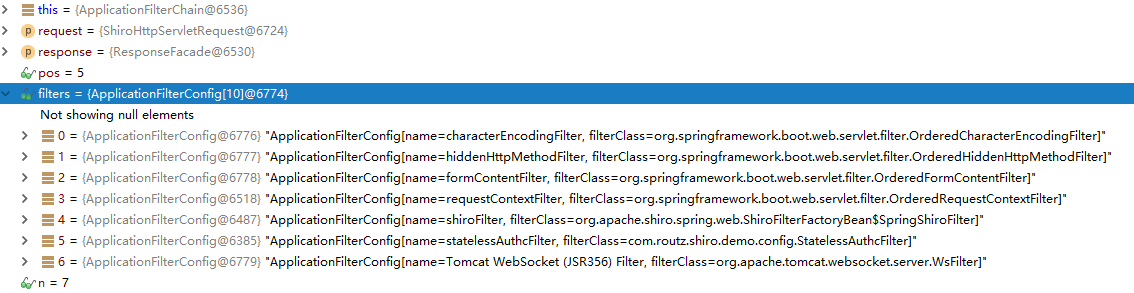 this = {ApplicationFilterChain@6536}
p request = {ShiroHttpServletRequest@6724}
p response = {ResponseFacade@6530}
pos = 5
filters = {ApplicationFilterConfig[10]@6774}
Not showing null elements
0 = {ApplicationFilterConfig@6776} "ApplicationFilterConfig[name=characterEncodingFilter, filterClass=org.springframework.boot.web.servlet.filter.OrderedCharacterEncodingFilter]"
1 = {ApplicationFilterConfig@6777} "ApplicationFilterConfig[name=hiddenHttpMethodFilter, filterClass=org.springframework.boot.web.servlet.filter.OrderedHiddenHttpMethodFilter]"
2 = {ApplicationFilterConfig@6778} "ApplicationFilterConfig[name=formContentFilter, filterClass=org.springframework.boot.web.servlet.filter.OrderedFormContentFilter]"
3 = {ApplicationFilterConfig@6518} "ApplicationFilterConfig[name=requestContextFilter, filterClass=org.springframework.boot.web.servlet.filter.OrderedRequestContextFilter]"
4 = {ApplicationFilterConfig@6487} "ApplicationFilterConfig[name=shiroFilter, filterClass=org.apache.shiro.spring.web.ShiroFilterFactoryBean$SpringShiroFilter]"
5 = {ApplicationFilterConfig@6385} "ApplicationFilterConfig[name=statelessAuthcFilter, filterClass=com.routz.shiro.demo.config.StatelessAuthcFilter]"
6 = {ApplicationFilterConfig@6779} "ApplicationFilterConfig[name=Tomcat WebSocket (JSR356) Filter, filterClass=org.apache.tomcat.websocket.server.WsFilter]"
n = 7